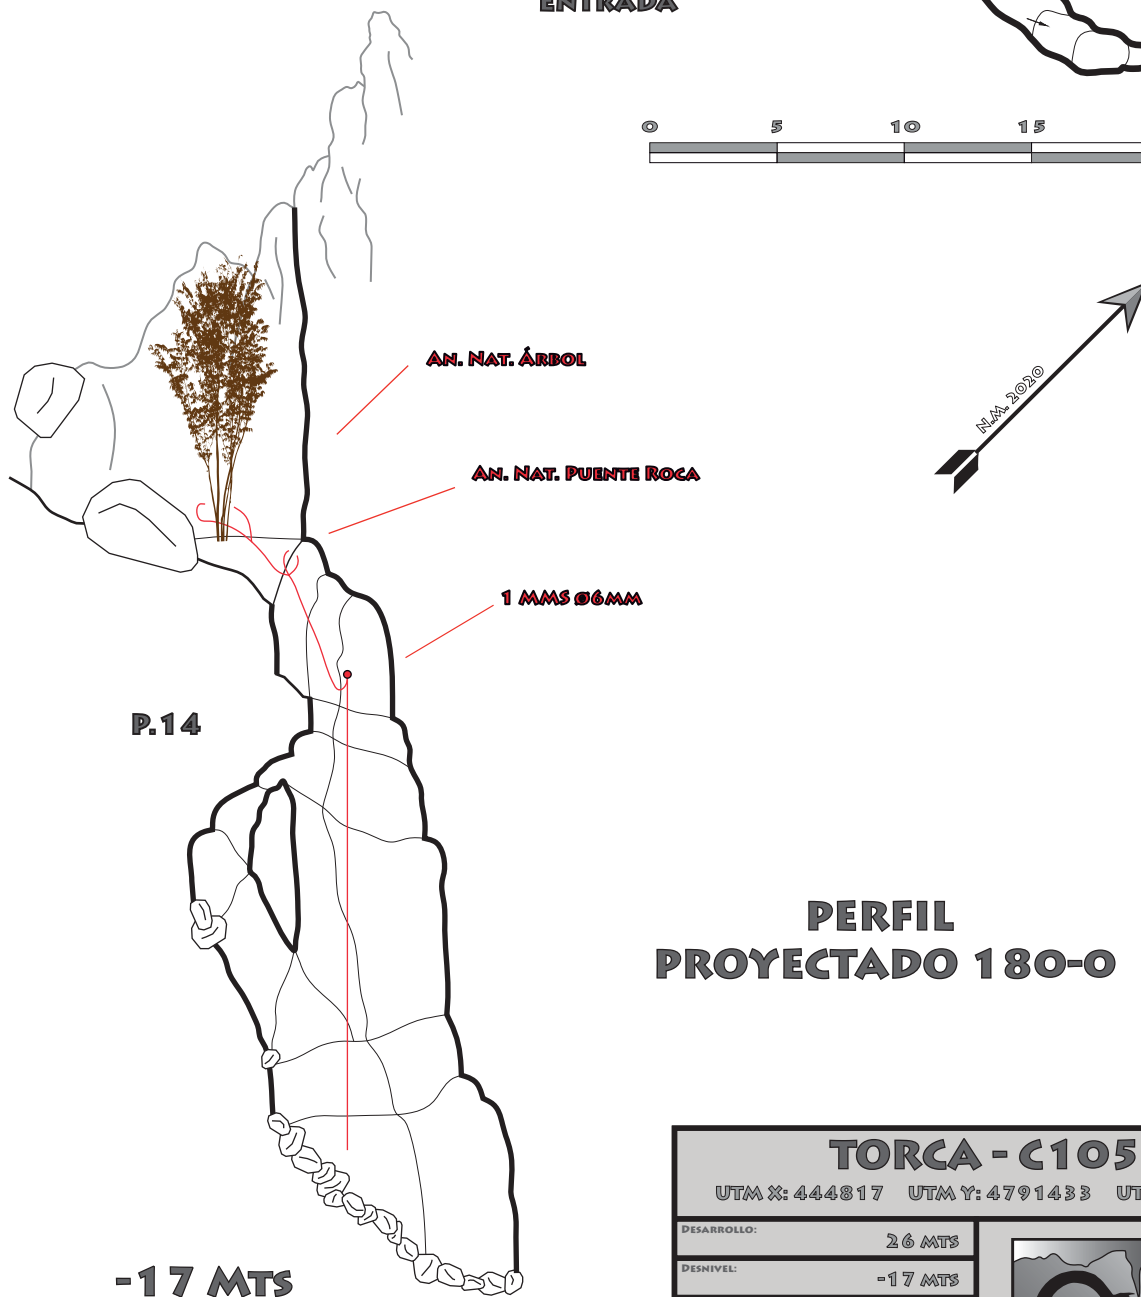 ENTRADA
0 5 10 15
An. Nat. Árbol
N.M. 2020
An. Nat. Puente Roca
1 MMS ø6mm
P.14
PERFIL
PROYECTADO 180-0
TORCA - C105
UTM X: 444817 UTM Y: 4791433 UT
Desarrollo:
26 mts
Desnivel:
-17 mts
-17 Mts